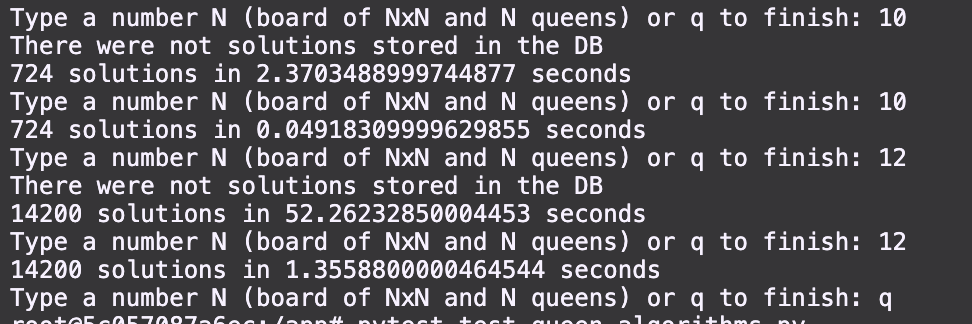 Type a number N (board of NxN and N queens) or q to finish: 10
There were not solutions stored in the DB
724 solutions in 2.3703488999744877 seconds
Type a number N (board of NxN and N queens) or q to finish: 10
724 solutions in 0.04918309999629855 seconds
Type a number N (board of NxN and N queens) or q to finish: 12
There were not solutions stored in the DB
14200 solutions in 52.26232850004453 seconds
Type a number N (board of NxN and N queens) or q to finish: 12
14200 solutions in 1.3558800000464544 seconds
Type a number N (board of NxN and N queens) or q to finish: q
pytest test_queen_algorithms.py